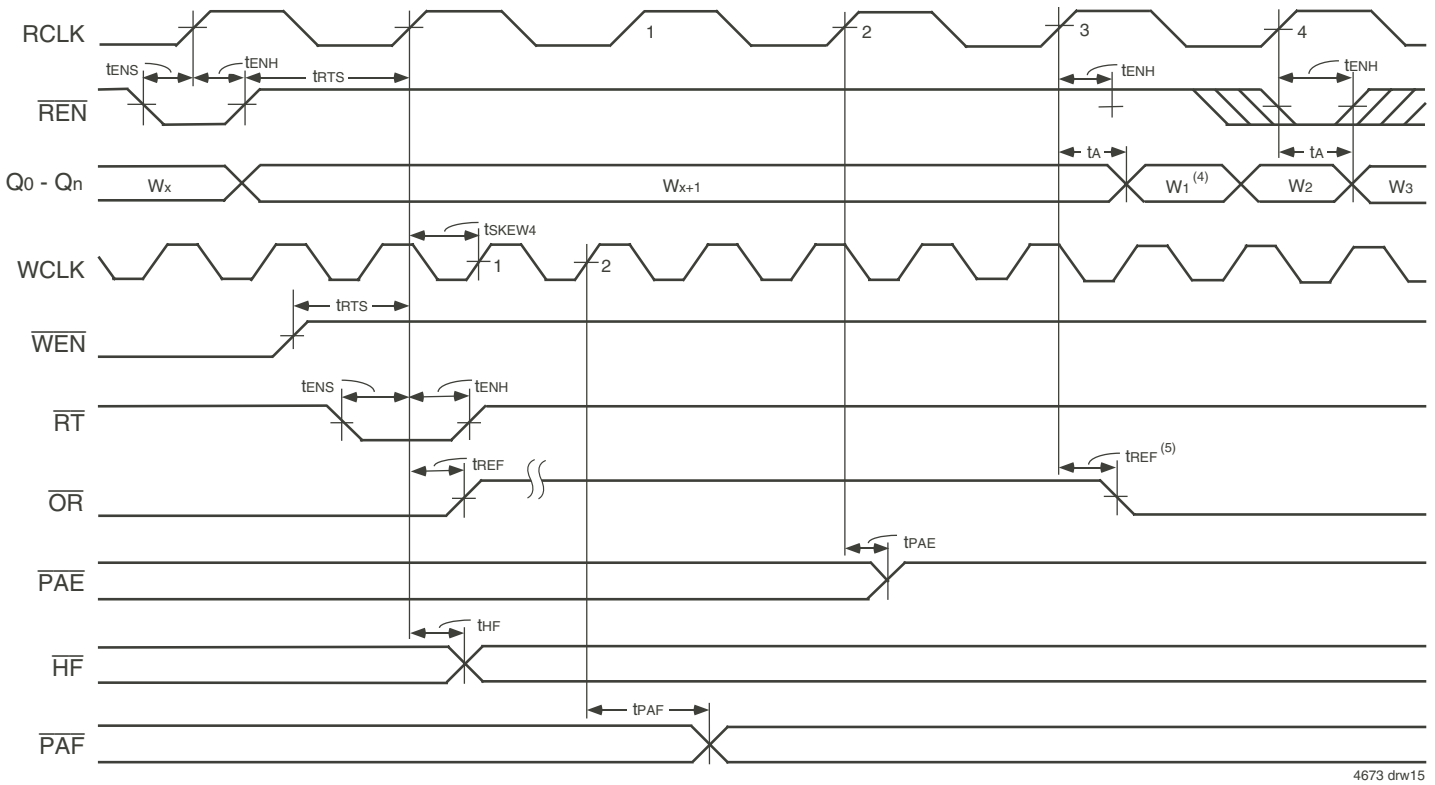 RCLK 1 2 3 4
tENS tENH tRTS tENH tENH
REN
tA tA
Q0 - Qn Wx Wx+1 W1 (4) W2 W3
tSKEW4
WCLK 1 2
tRTS
WEN
tENS tENH
RT
tREF tREF (5)
OR
tPAE
PAE
tHF
HF
tPAF
PAF
4673 drw15